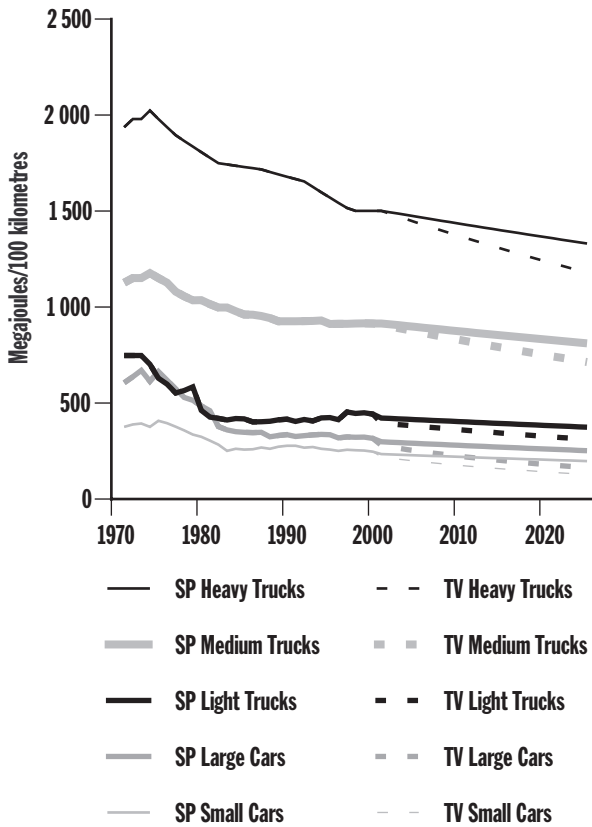 2 500
2 000
1 500
1 000
500
0
Megajoules/100 kilometres
1970 1980 1990 2000 2010 2020
SP Heavy Trucks TV Heavy Trucks
SP Medium Trucks TV Medium Trucks
SP Light Trucks TV Light Trucks
SP Large Cars TV Large Cars
SP Small Cars TV Small Cars